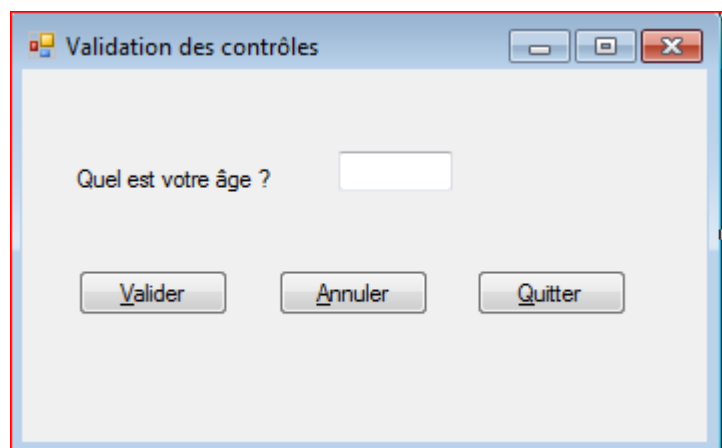 Validation des contrôles
Quel est votre âge ?
Valider Annuler Quitter